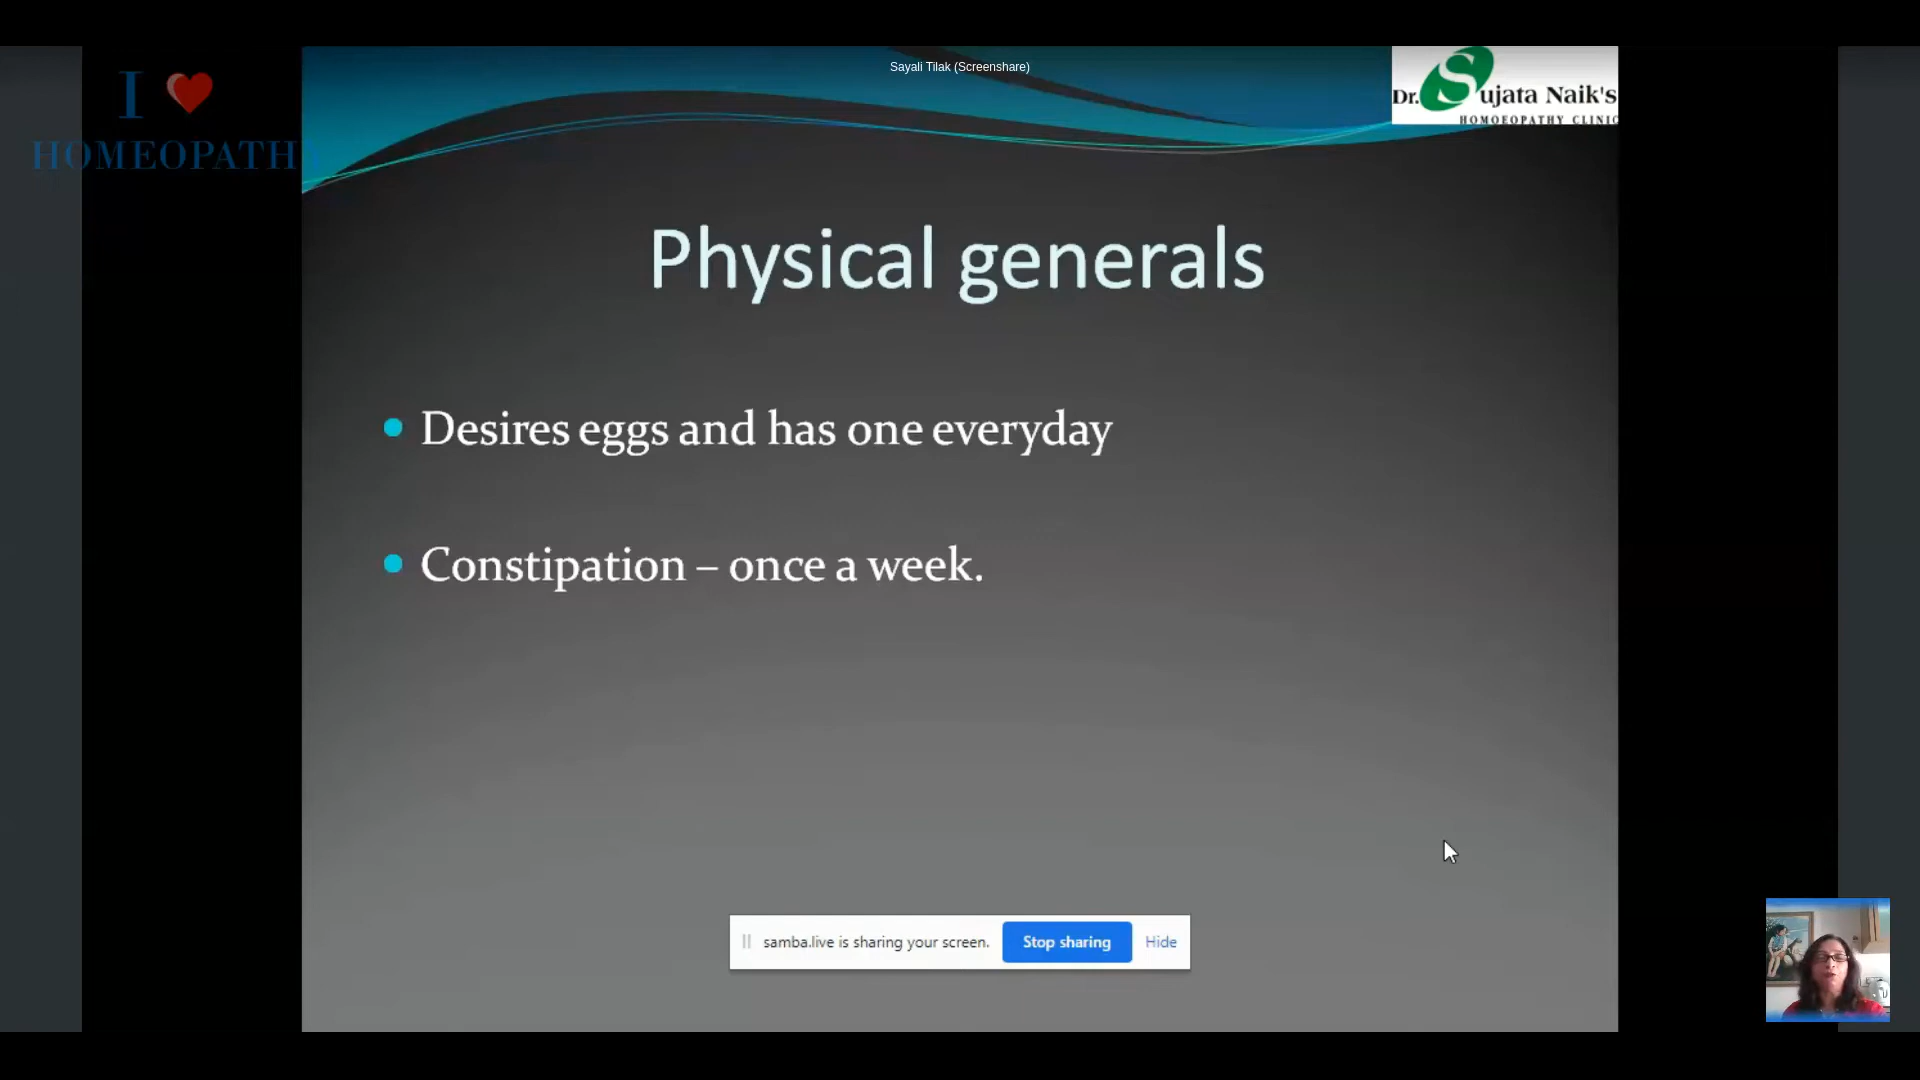 Sayali Tilak (Screenshare)
I
HOMEOPATH
Dr. Sujata Naik's
HOMOEOPATHY CLINIC
Physical generals
Desires eggs and has one everyday
Constipation – once a week.
samba.live is sharing your screen.
Stop sharing
Hide